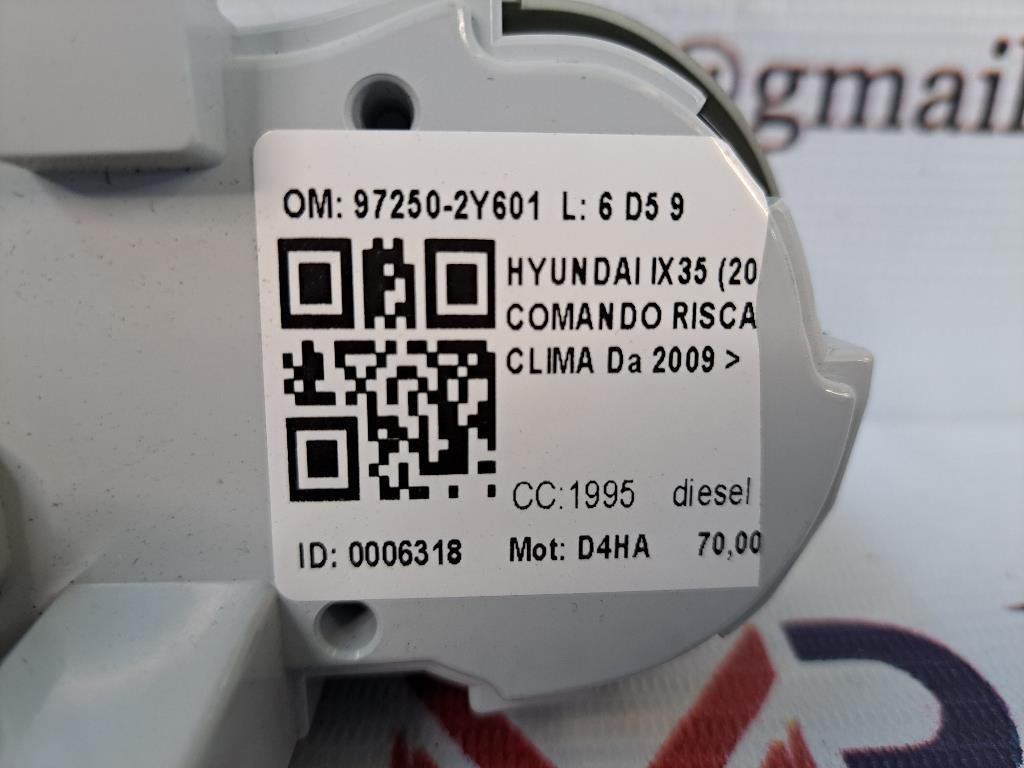 @gmail
OM: 97250-2Y601 L: 6 D5 9
HYUNDAI IX35 (20
COMANDO RISCA
CLIMA Da 2009 >
CC:1995 diesel
ID: 0006318 Mot: D4HA 70,00